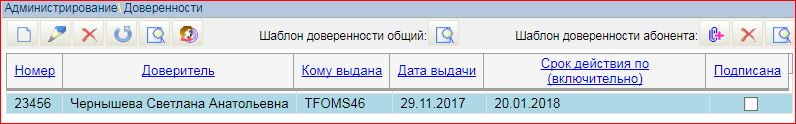 Администрирование\Доверенности
Шаблон доверенности общий: Шаблон доверенности абонента:
Номер Доверитель Кому выдана Дата выдачи Срок действия по (включительно) Подписана
23456 Чернышева Светлана Анатольевна TFOMS46 29.11.2017 20.01.2018